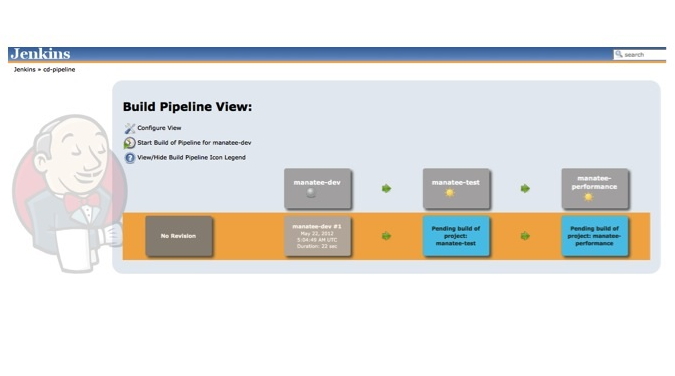 Jenkins
search
Jenkins » cd-pipeline
Build Pipeline View:
Configure View
Start Build of Pipeline for manatee-dev
View/Hide Build Pipeline Icon Legend
manatee-dev
manatee-test
manatee-
performance
No Revision
manatee-dev #1
May 22, 2012
5:04:49 AM UTC
Duration: 22 sec
Pending build of
project:
manatee-test
Pending build of
project: manatee-
performance